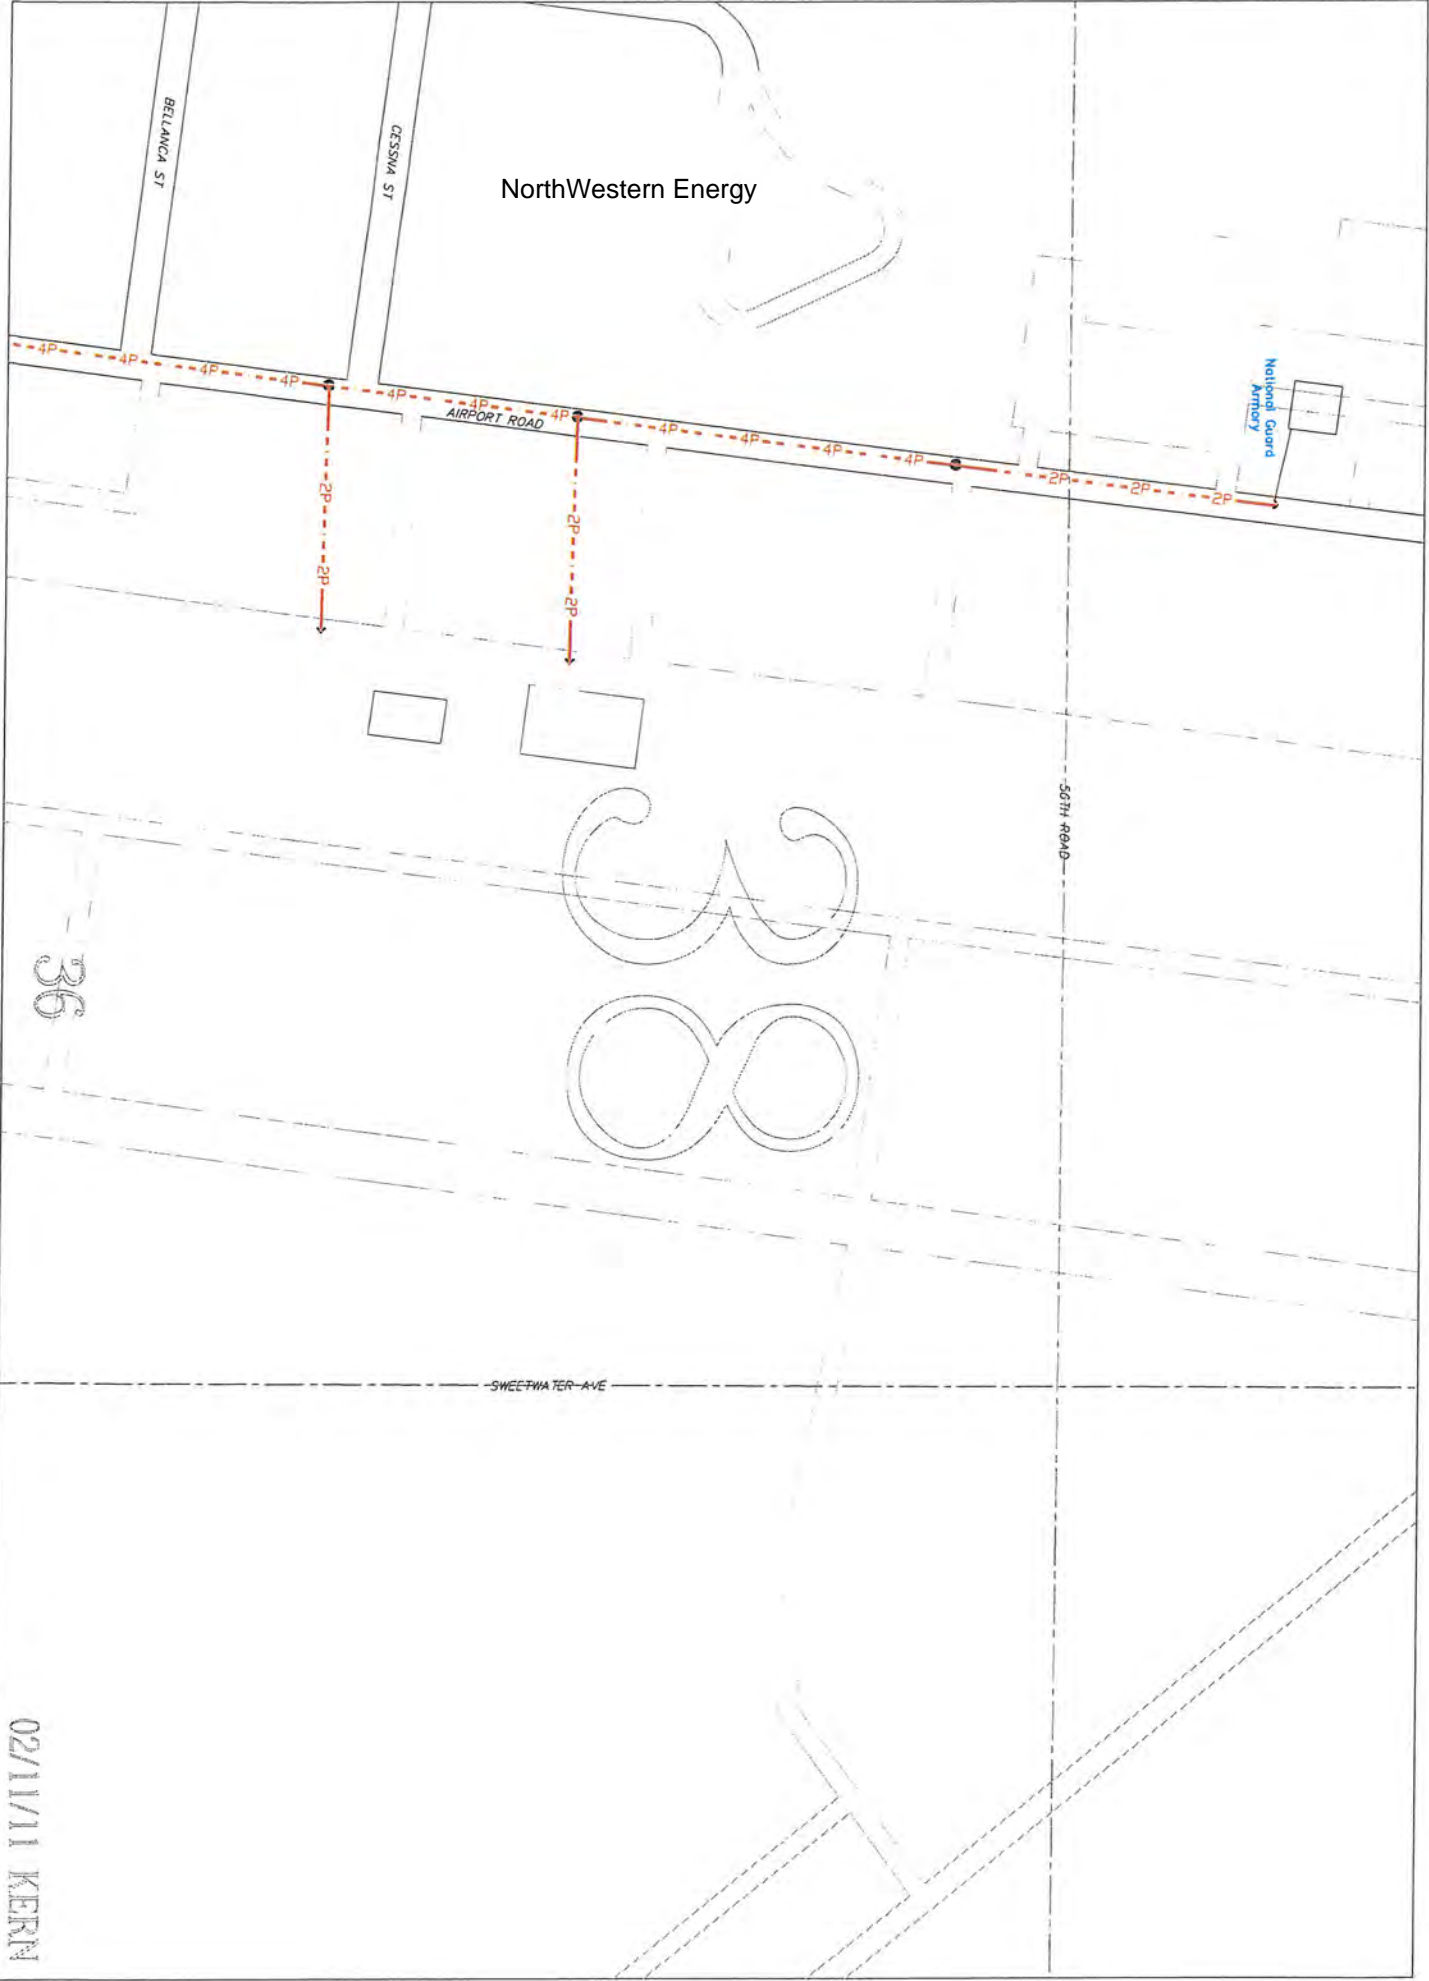 BELLANCA ST
CESSNA ST
NorthWestern Energy
National Guard
Armory
4P 4P 4P 4P 4P 4P 4P 4P 4P 4P 4P 2P 2P 2P
AIRPORT ROAD
2P
2P
2P
2P
56TH ROAD
38
36
SWEETWATER AVE
02/11/11 KERN